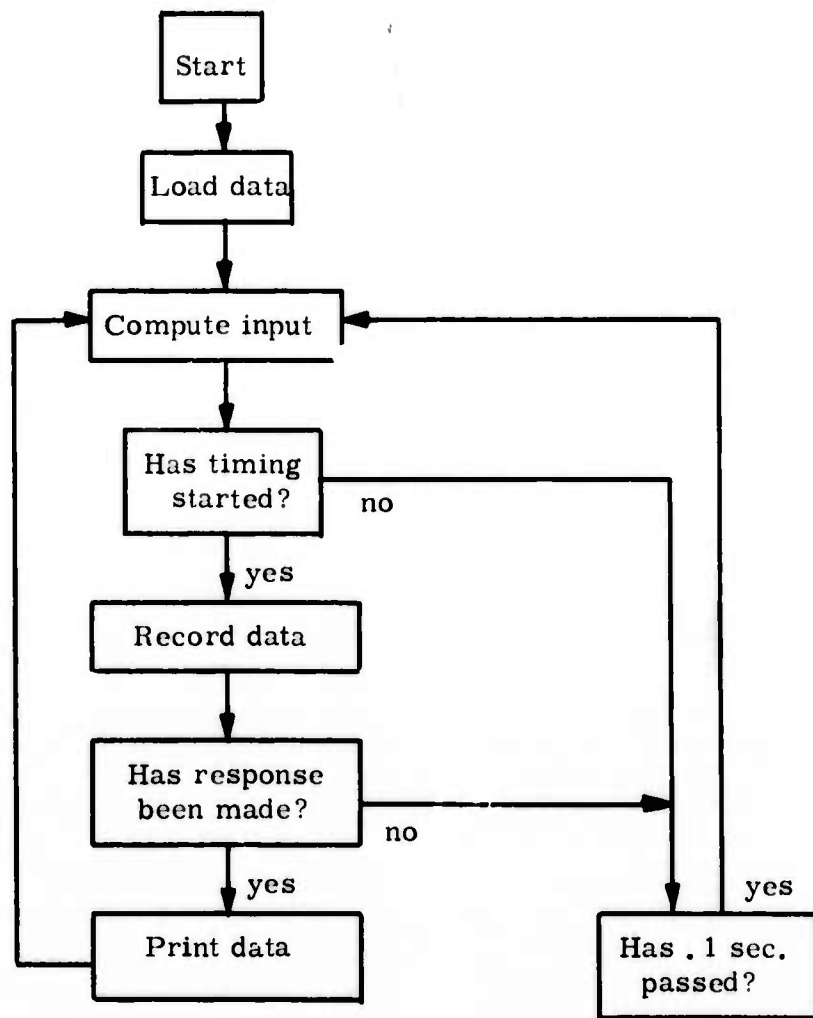 Start
Load data
Compute input
Has timing
started?
no
yes
Record data
Has response
been made?
no
yes
Print data
yes
Has .1 sec.
passed?